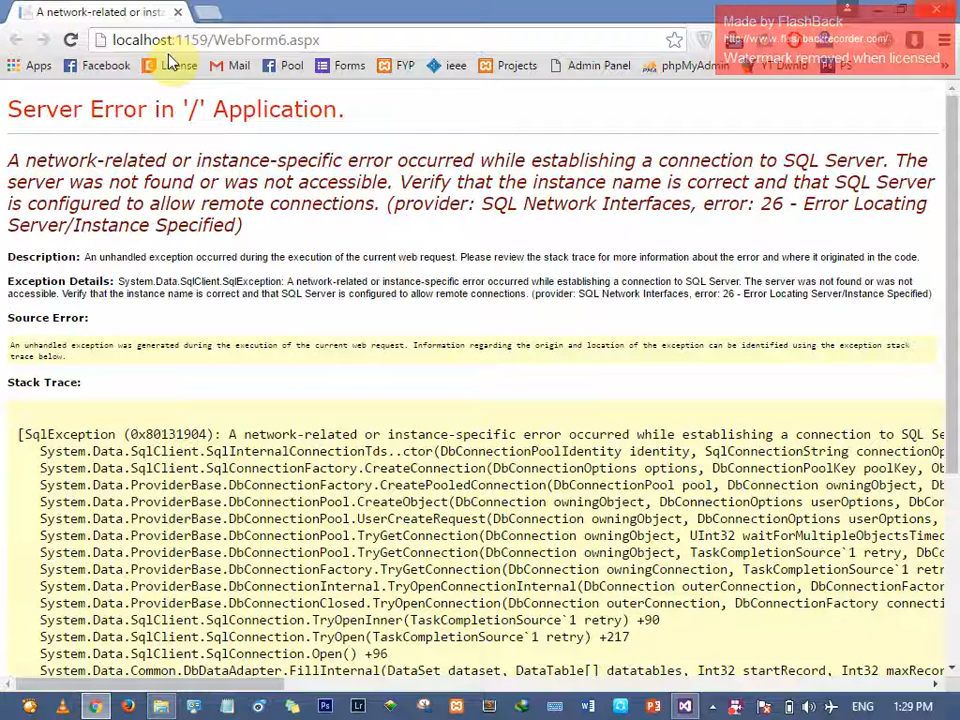 A network-related or insta
Made by FlashBack
http://www.flashbackrecorder.com/
Watermark removed when licensed
localhost:1159/WebForm6.aspx
Apps Facebook License Mail Pool Forms FYP ieee Projects Admin Panel phpMyAdmin YT Dwnld PS »
Server Error in '/' Application.
A network-related or instance-specific error occurred while establishing a connection to SQL Server. The
server was not found or was not accessible. Verify that the instance name is correct and that SQL Server
is configured to allow remote connections. (provider: SQL Network Interfaces, error: 26 - Error Locating
Server/Instance Specified)
Description: An unhandled exception occurred during the execution of the current web request. Please review the stack trace for more information about the error and where it originated in the code.
Exception Details: System.Data.SqlClient.SqlException: A network-related or instance-specific error occurred while establishing a connection to SQL Server. The server was not found or was not
accessible. Verify that the instance name is correct and that SQL Server is configured to allow remote connections. (provider: SQL Network Interfaces, error: 26 - Error Locating Server/Instance Specified)
Source Error:
An unhandled exception was generated during the execution of the current web request. Information regarding the origin and location of the exception can be identified using the exception stack
trace below.
Stack Trace:
[SqlException (0x80131904): A network-related or instance-specific error occurred while establishing a connection to SQL Se
System.Data.SqlClient.SqlInternalConnectionTds..ctor(DbConnectionPoolIdentity identity, SqlConnectionString connectionOp
System.Data.SqlClient.SqlConnectionFactory.CreateConnection(DbConnectionOptions options, DbConnectionPoolKey poolKey, Ob
System.Data.ProviderBase.DbConnectionFactory.CreatePooledConnection(DbConnectionPool pool, DbConnection owningObject, Db
System.Data.ProviderBase.DbConnectionPool.CreateObject(DbConnection owningObject, DbConnectionOptions userOptions, DbCon
System.Data.ProviderBase.DbConnectionPool.UserCreateRequest(DbConnection owningObject, DbConnectionOptions userOptions,
System.Data.ProviderBase.DbConnectionPool.TryGetConnection(DbConnection owningObject, UInt32 waitForMultipleObjectsTimeo
System.Data.ProviderBase.DbConnectionPool.TryGetConnection(DbConnection owningObject, TaskCompletionSource`1 retry, DbCo
System.Data.ProviderBase.DbConnectionFactory.TryGetConnection(DbConnection owningConnection, TaskCompletionSource`1 retr
System.Data.ProviderBase.DbConnectionInternal.TryOpenConnectionInternal(DbConnection outerConnection, DbConnectionFactor
System.Data.ProviderBase.DbConnectionClosed.TryOpenConnection(DbConnection outerConnection, DbConnectionFactory connecti
System.Data.SqlClient.SqlConnection.TryOpenInner(TaskCompletionSource`1 retry) +90
System.Data.SqlClient.SqlConnection.TryOpen(TaskCompletionSource`1 retry) +217
System.Data.SqlClient.SqlConnection.Open() +96
System.Data.Common.DbDataAdapter.FillInternal(DataSet dataset, DataTable[] datatables, Int32 startRecord, Int32 maxRecor
Ps Lr ENG 1:29 PM